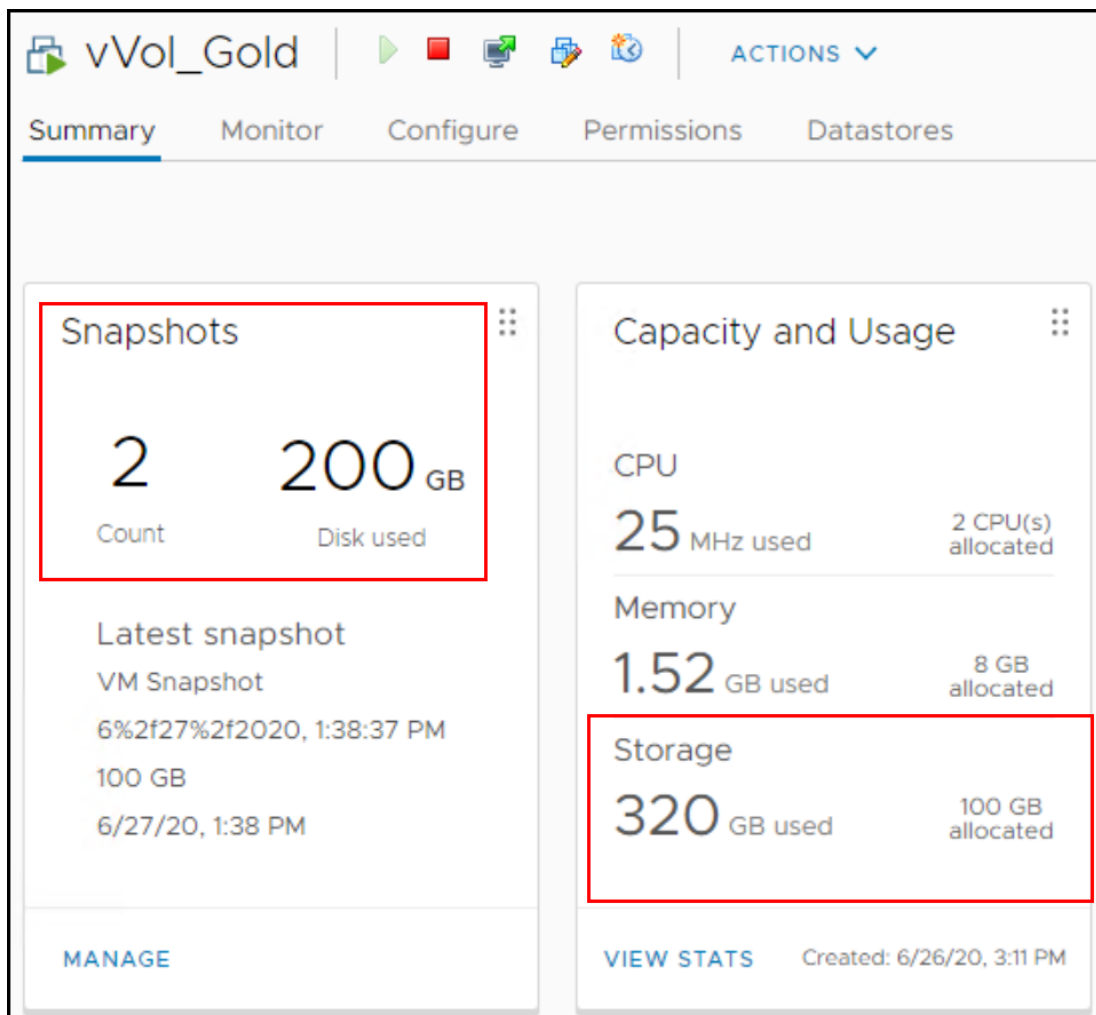 vVol_Gold ACTIONS
Summary Monitor Configure Permissions Datastores
Snapshots
2 200 GB
Count Disk used
Latest snapshot
VM Snapshot
6%2f27%2f2020, 1:38:37 PM
100 GB
6/27/20, 1:38 PM
MANAGE
Capacity and Usage
CPU
25 MHz used 2 CPU(s)
allocated
Memory
1.52 GB used 8 GB
allocated
Storage
320 GB used 100 GB
allocated
VIEW STATS Created: 6/26/20, 3:11 PM